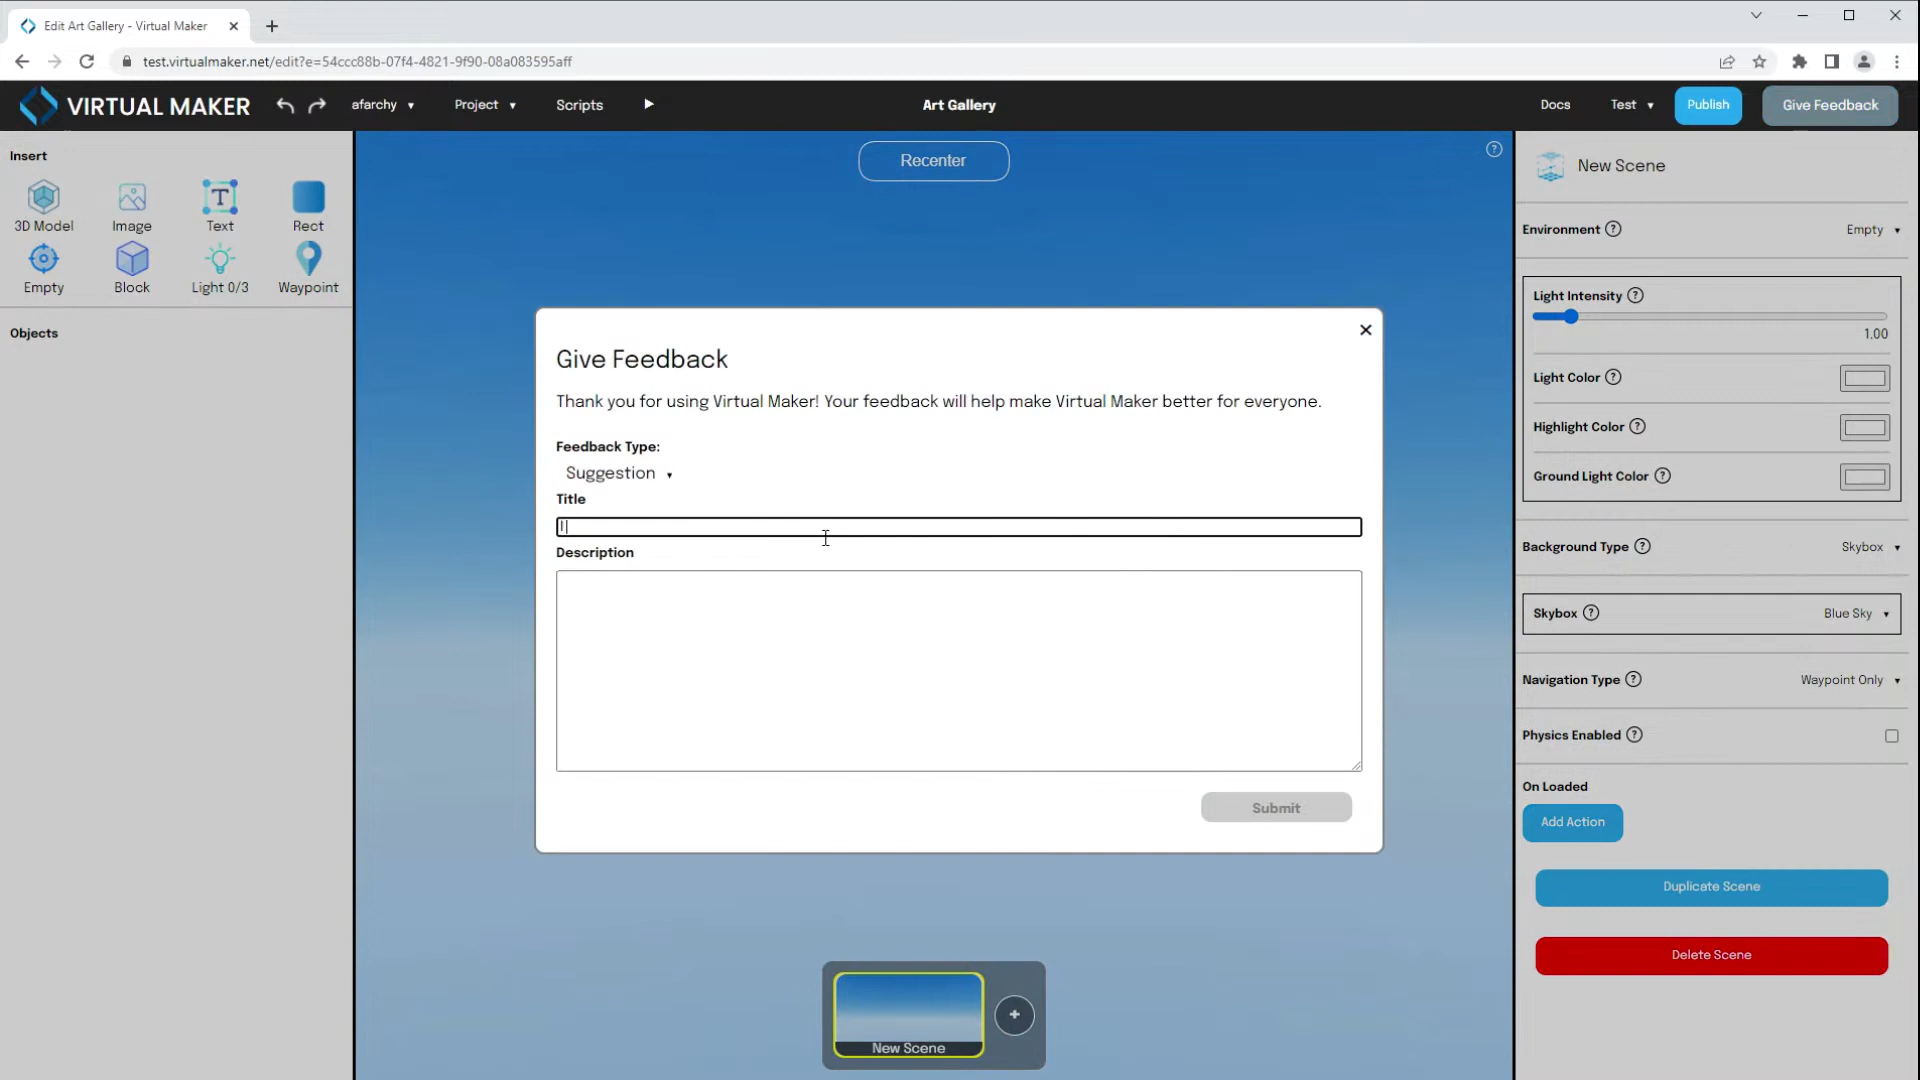 Edit Art Gallery - Virtual Maker
test.virtualmaker.net/edit?e=54ccc88b-07f4-4821-9f90-08a083595aff
VIRTUAL MAKER
afarchy
Project
Scripts
Art Gallery
Docs
Test
Publish
Give Feedback
Insert
3D Model
Image
Text
Rect
Empty
Block
Light 0/3
Waypoint
Objects
Recenter
Give Feedback
Thank you for using Virtual Maker! Your feedback will help make Virtual Maker better for everyone.
Feedback Type:
Suggestion
Title
I
Description
Submit
New Scene
New Scene
Environment
Empty
Light Intensity
1.00
Light Color
Highlight Color
Ground Light Color
Background Type
Skybox
Skybox
Blue Sky
Navigation Type
Waypoint Only
Physics Enabled
On Loaded
Add Action
Duplicate Scene
Delete Scene